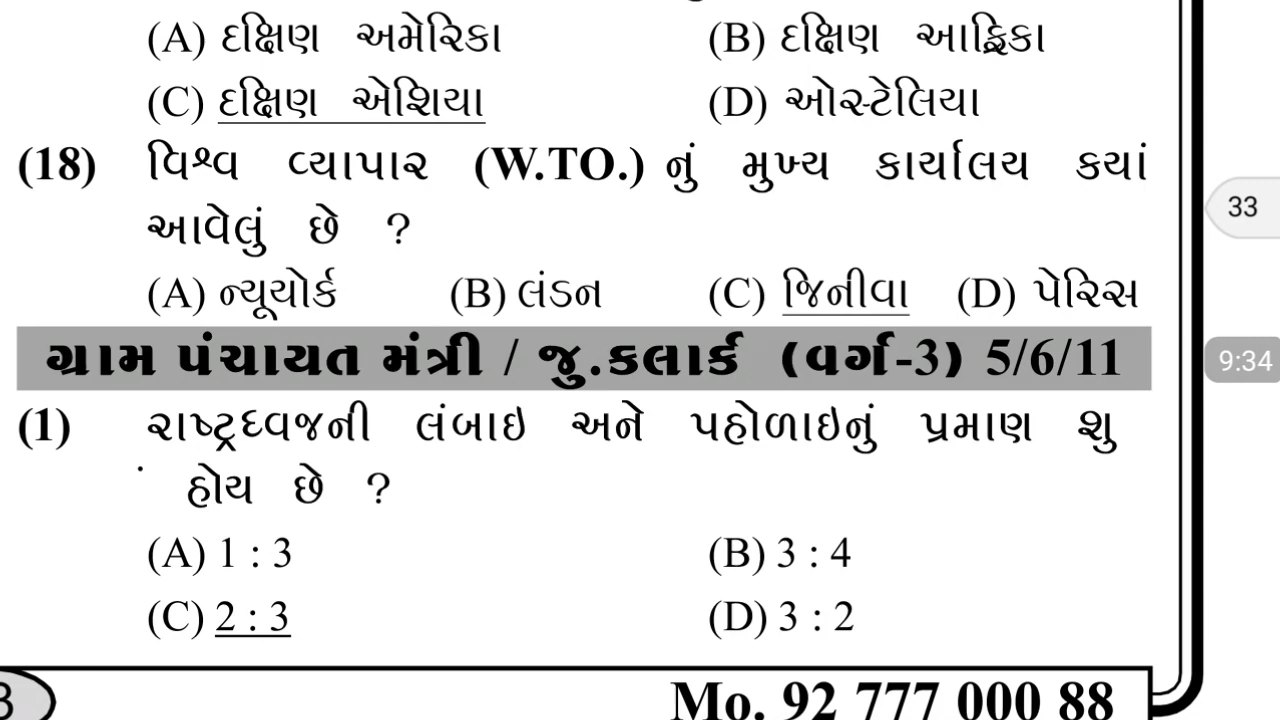 (A) દક્ષિણ અમેરિકા (B) દક્ષિણ આફ્રિકા
(C) દક્ષિણ એશિયા (D) ઓસ્ટેલિયા
(18) વિશ્વ વ્યાપાર (W.TO.) નું મુખ્ય કાર્યાલય કયાં
આવેલું છે ?
(A) ન્યૂયોર્ક (B) લંડન (C) જિનીવા (D) પેરિસ
ગ્રામ પંચાયત મંત્રી / જુ.કલાર્ક (વર્ગ-3) 5/6/11
(1) રાષ્ટ્રધ્વજની લંબાઇ અને પહોળાઇનું પ્રમાણ શુ
ં હોય છે ?
(A) 1 : 3 (B) 3 : 4
(C) 2 : 3 (D) 3 : 2
Mo. 92 777 000 88
33
9:34